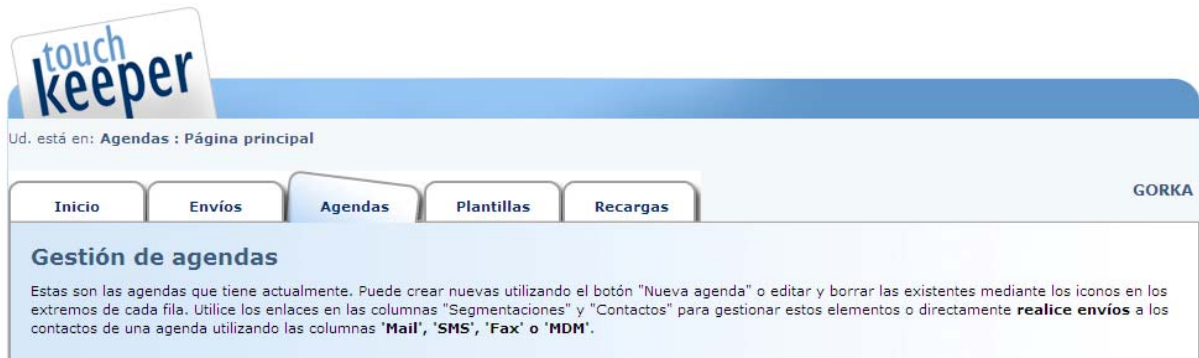 touch
keeper
Ud. está en: Agendas : Página principal
Inicio Envíos Agendas Plantillas Recargas GORKA
Gestión de agendas
Estas son las agendas que tiene actualmente. Puede crear nuevas utilizando el botón "Nueva agenda" o editar y borrar las existentes mediante los iconos en los
extremos de cada fila. Utilice los enlaces en las columnas "Segmentaciones" y "Contactos" para gestionar estos elementos o directamente realice envíos a los
contactos de una agenda utilizando las columnas 'Mail', 'SMS', 'Fax' o 'MDM'.